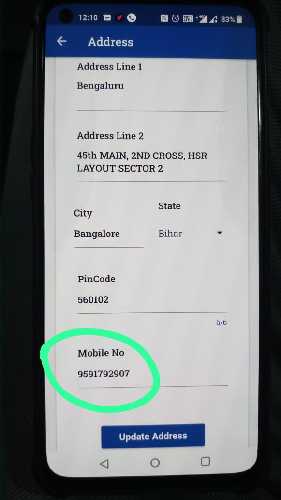 12:10
83%
Address
Address Line 1
Bengaluru
Address Line 2
45th MAIN, 2ND CROSS, HSR
LAYOUT SECTOR 2
City
State
Bangalore
Bihar
PinCode
560102
6/6
Mobile No
9591792907
Update Address